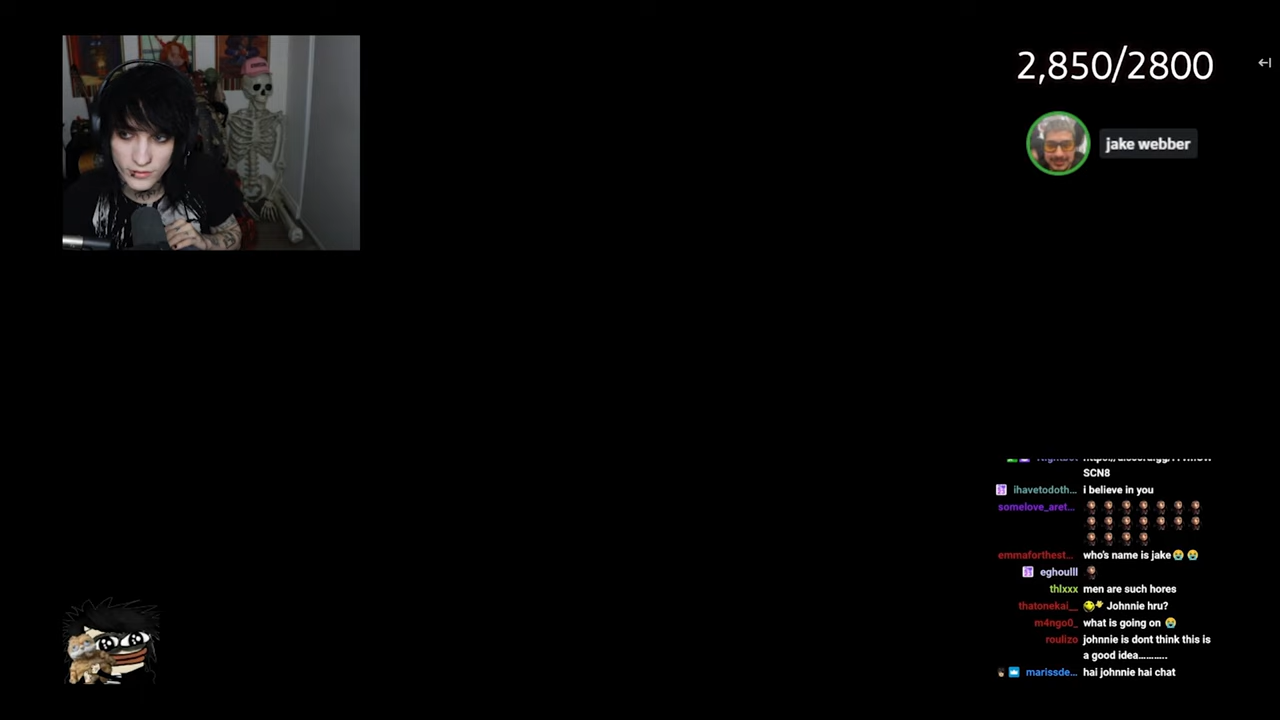 2,850/2800
jake webber
SCN8
ihavetodoth... i believe in you
somelove_aret...
emmaforthest... who's name is jake😭😭
eghoulll
thlxxx men are such hores
thatonekai__ Johnnie hru?
m4ngo0_ what is going on 😭
roulizo johnnie is dont think this is
a good idea..........
marissde... hai johnnie hai chat